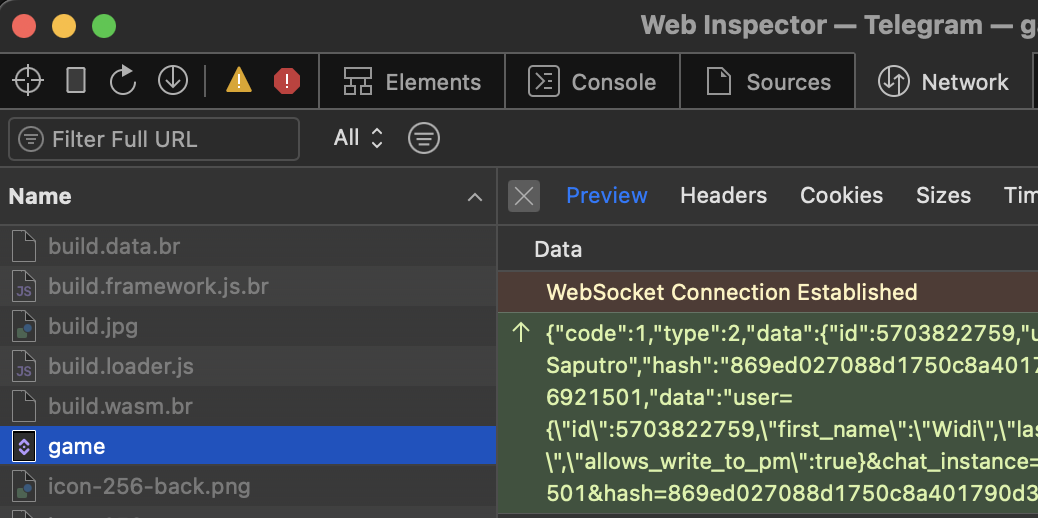 Web Inspector — Telegram — g
Elements
Console
Sources
Network
Filter Full URL
All
Name
Preview
Headers
Cookies
Sizes
Tim
build.data.br
Data
build.framework.js.br
WebSocket Connection Established
build.jpg
{"code":1,"type":2,"data":{"id":5703822759,"u
build.loader.js
Saputro","hash":"869ed027088d1750c8a4017
build.wasm.br
6921501,"data":"user=
game
{\"id\":5703822759,\"first_name\":\"Widi\",\"las
\",\"allows_write_to_pm\":true}&chat_instance=
icon-256-back.png
501&hash=869ed027088d1750c8a401790d3